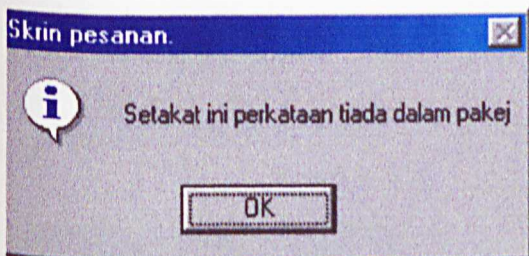 Skrin pesanan.
Setakat ini perkataan tiada dalam pakej
OK